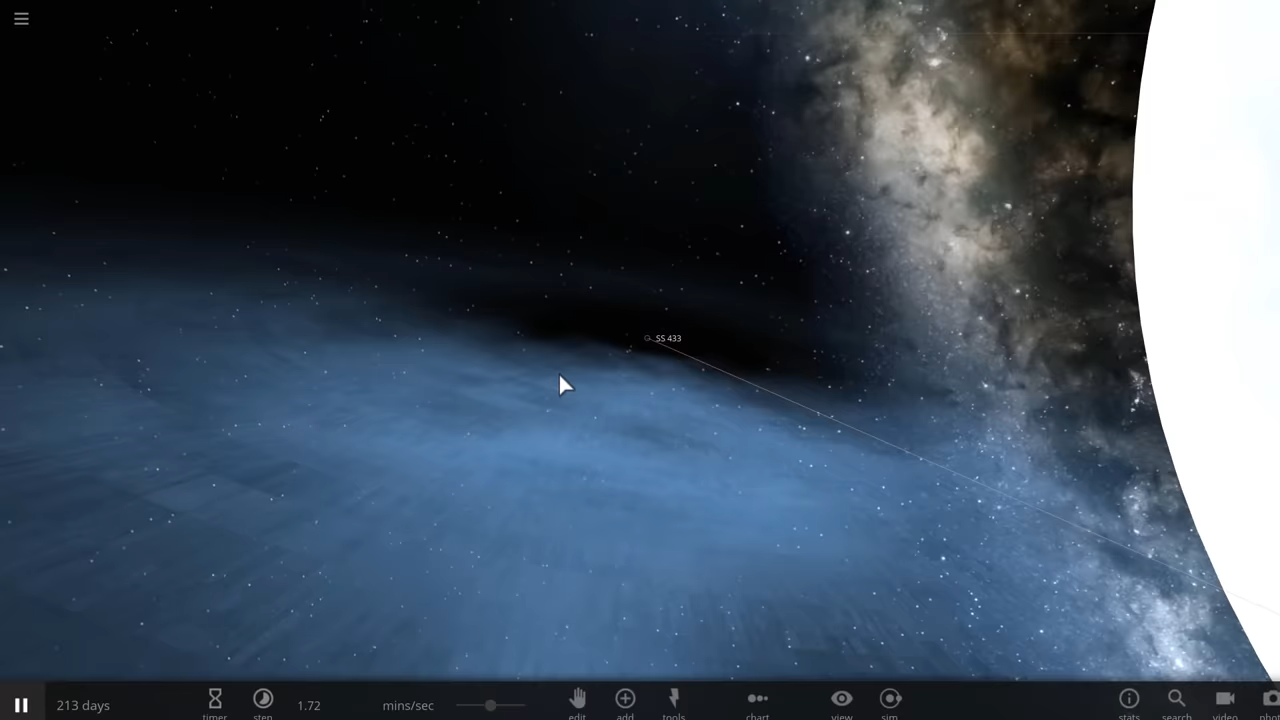 SS 433
213 days
timer
step
1.72
mins/sec
edit
add
tools
chart
view
sim
stats
search
video